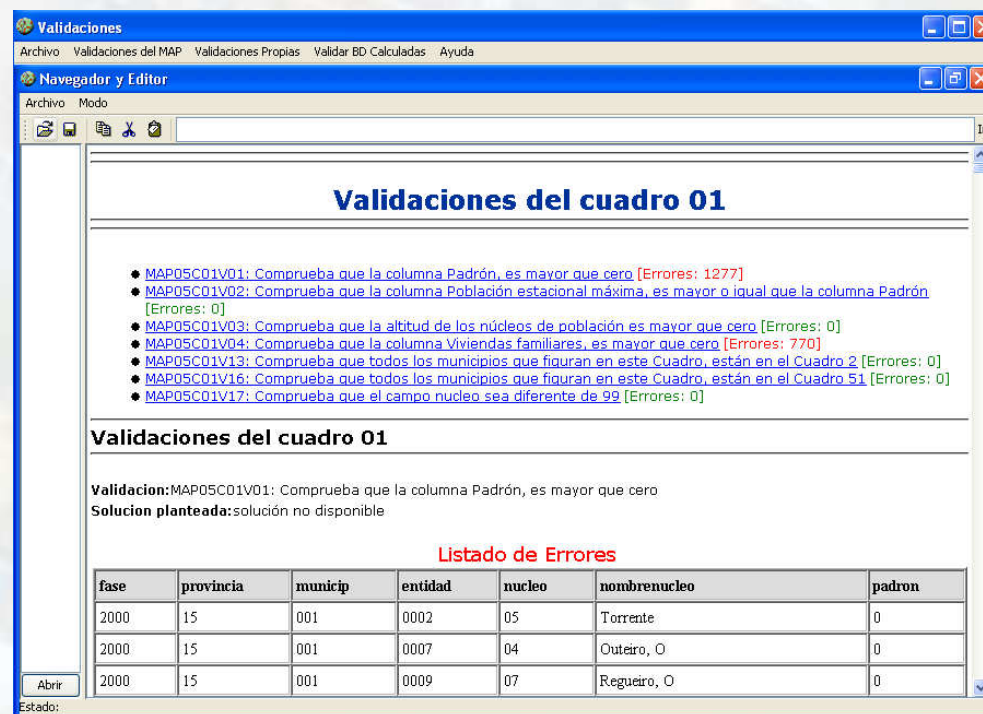 Validaciones
Archivo Validaciones del MAP Validaciones Propias Validar BD Calculadas Ayuda
Navegador y Editor
Archivo Modo
Validaciones del cuadro 01
MAP05C01V01: Comprueba que la columna Padrón, es mayor que cero [Errores: 1277]
MAP05C01V02: Comprueba que la columna Población estacional máxima, es mayor o igual que la columna Padrón
[Errores: 0]
MAP05C01V03: Comprueba que la altitud de los núcleos de población es mayor que cero [Errores: 0]
MAP05C01V04: Comprueba que la columna Viviendas familiares, es mayor que cero [Errores: 770]
MAP05C01V13: Comprueba que todos los municipios que figuran en este Cuadro, están en el Cuadro 2 [Errores: 0]
MAP05C01V16: Comprueba que todos los municipios que figuran en este Cuadro, están en el Cuadro 51 [Errores: 0]
MAP05C01V17: Comprueba que el campo nucleo sea diferente de 99 [Errores: 0]
Validaciones del cuadro 01
Validacion:MAP05C01V01: Comprueba que la columna Padrón, es mayor que cero
Solucion planteada:solución no disponible
Listado de Errores
fase provincia municip entidad nucleo nombrenucleo padron
2000 15 001 0002 05 Torrente 0
2000 15 001 0007 04 Outeiro, O 0
2000 15 001 0009 07 Regueiro, O 0
Abrir
Estado: